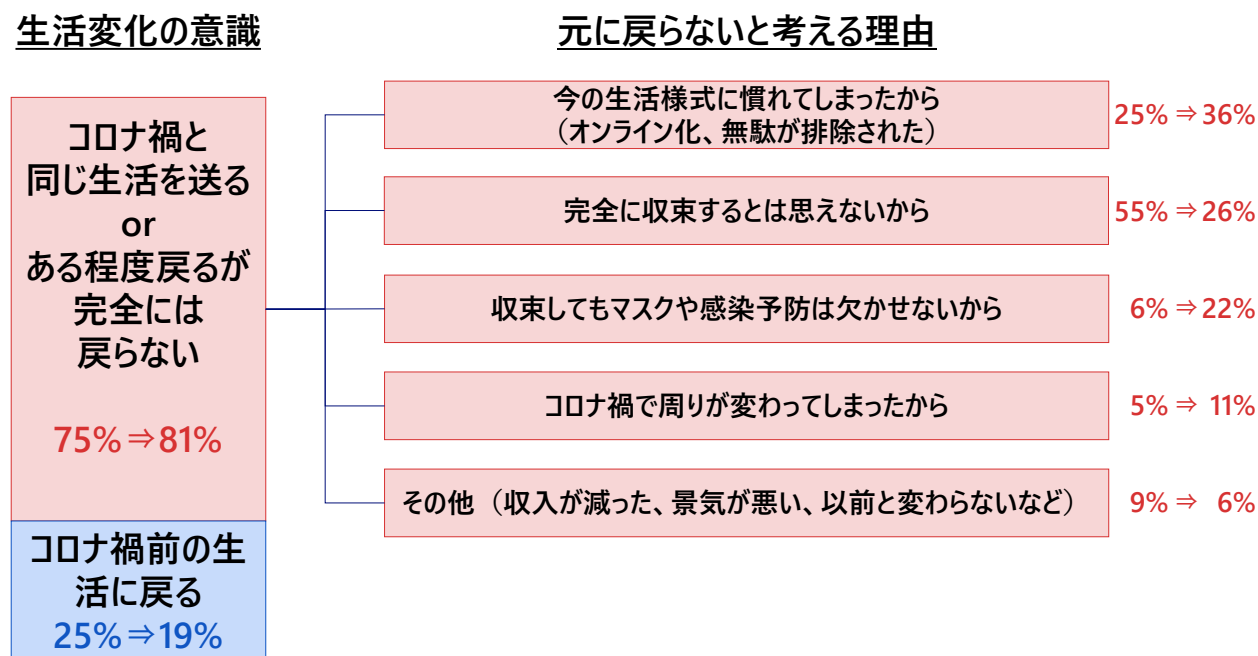 生活変化の意識
元に戻らないと考える理由
コロナ禍と
同じ生活を送る
or
ある程度戻るが
完全には
戻らない
75%⇒81%
コロナ禍前の生
活に戻る
25%⇒19%
今の生活様式に慣れてしまったから
（オンライン化、無駄が排除された）
25% ⇒ 36%
完全に収束するとは思えないから
55% ⇒ 26%
収束してもマスクや感染予防は欠かせないから
6% ⇒ 22%
コロナ禍で周りが変わってしまったから
5% ⇒ 11%
その他（収入が減った、景気が悪い、以前と変わらないなど）
9% ⇒ 6%